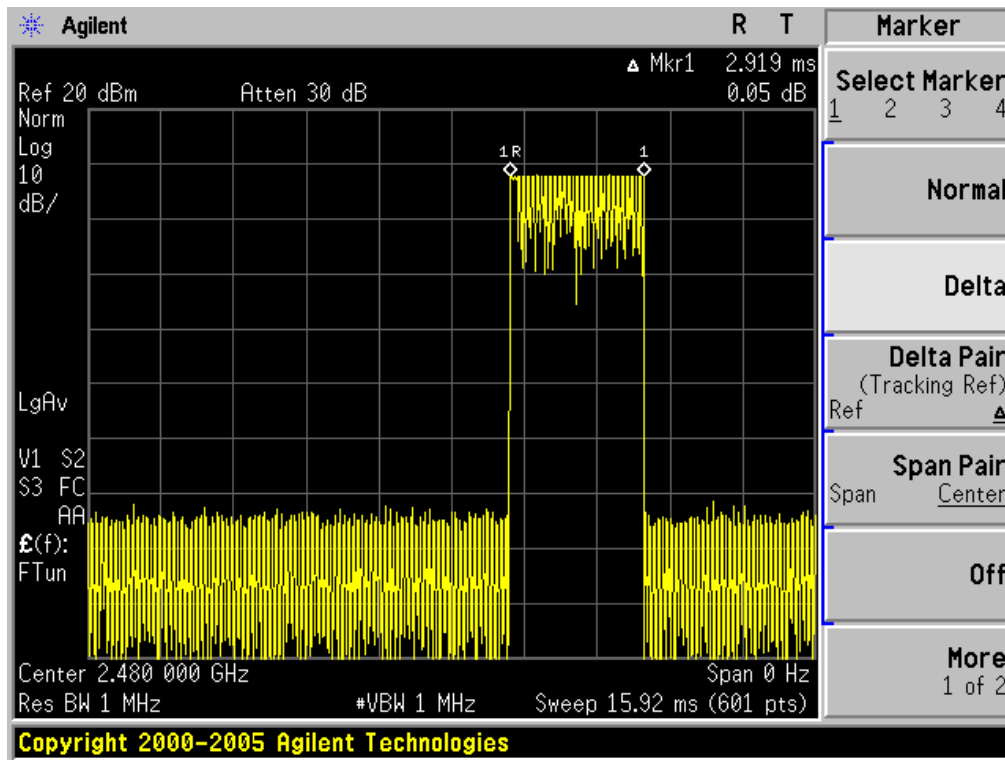 Agilent R T
Δ Mkr1 2.919 ms
Ref 20 dBm Atten 30 dB 0.05 dB
Norm
Log
10
dB/
1R 1
LgAv
V1 S2
S3 FC
AA
£(f):
FTun
Center 2.480 000 GHz Span 0 Hz
Res BW 1 MHz #VBW 1 MHz Sweep 15.92 ms (601 pts)
Copyright 2000-2005 Agilent Technologies
Marker
Select Marker
1 2 3 4
Normal
Delta
Delta Pair
(Tracking Ref)
Ref Δ
Span Pair
Span Center
Off
More
1 of 2